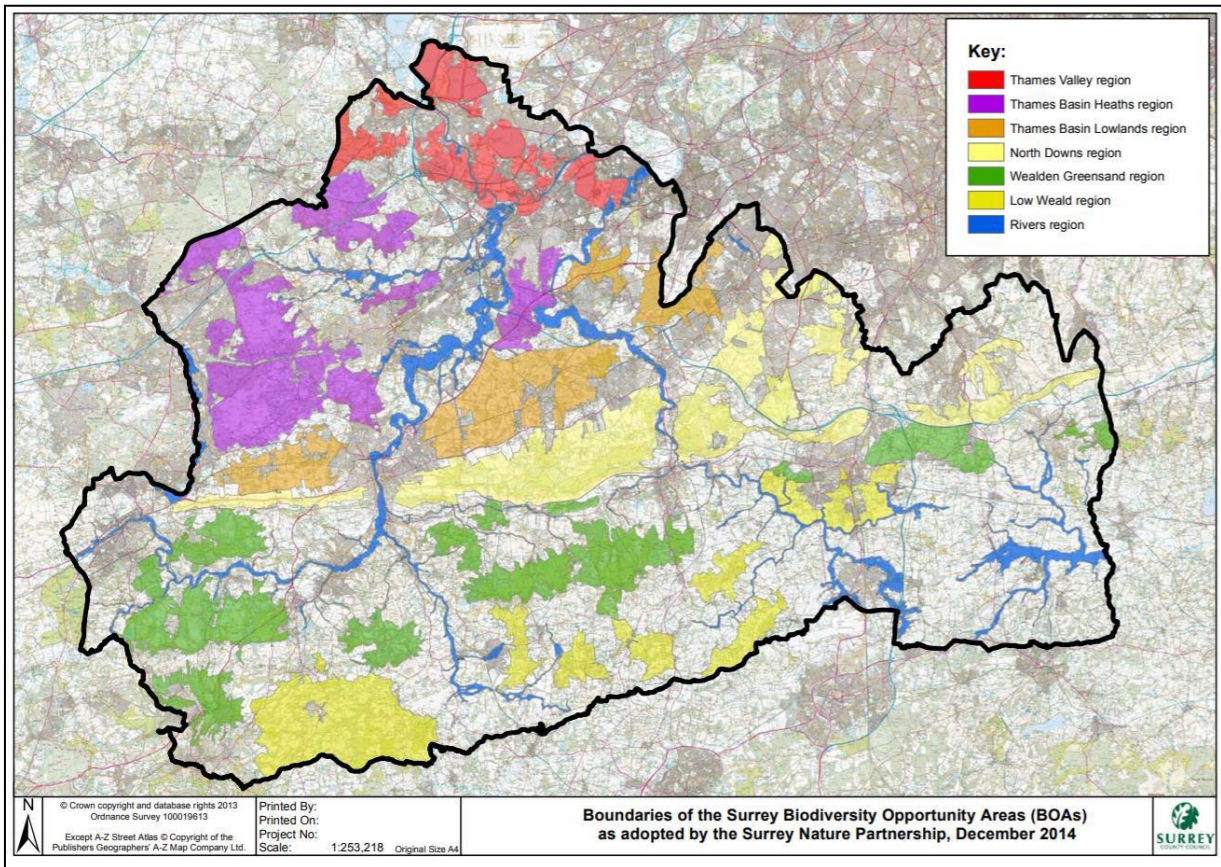 Key:
Thames Valley region
Thames Basin Heaths region
Thames Basin Lowlands region
North Downs region
Wealden Greensand region
Low Weald region
Rivers region
N
© Crown copyright and database rights 2013
Ordnance Survey 100019613
Except A-Z Street Atlas © Copyright of the
Publishers Geographers' A-Z Map Company Ltd.
Printed By:
Printed On:
Project No:
Scale: 1:253,218 Original Size A4
Boundaries of the Surrey Biodiversity Opportunity Areas (BOAs)
as adopted by the Surrey Nature Partnership, December 2014
SURREY
COUNTY COUNCIL